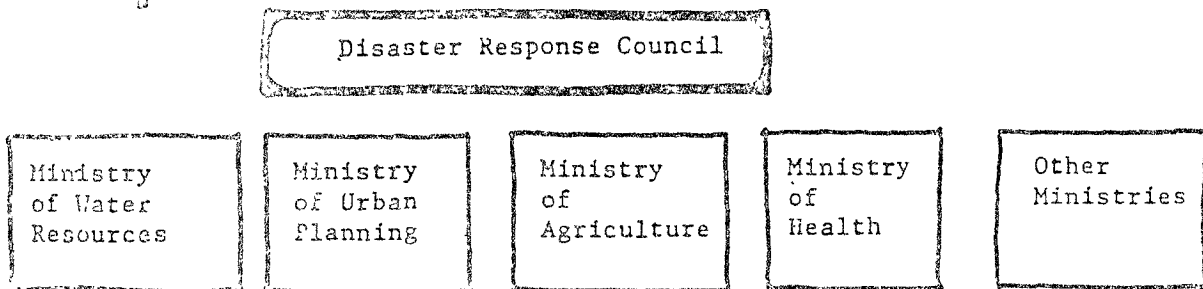 Disaster Response Council
Ministry
of Water
Resources
Ministry
of Urban
Planning
Ministry
of
Agriculture
Ministry
of
Health
Other
Ministries